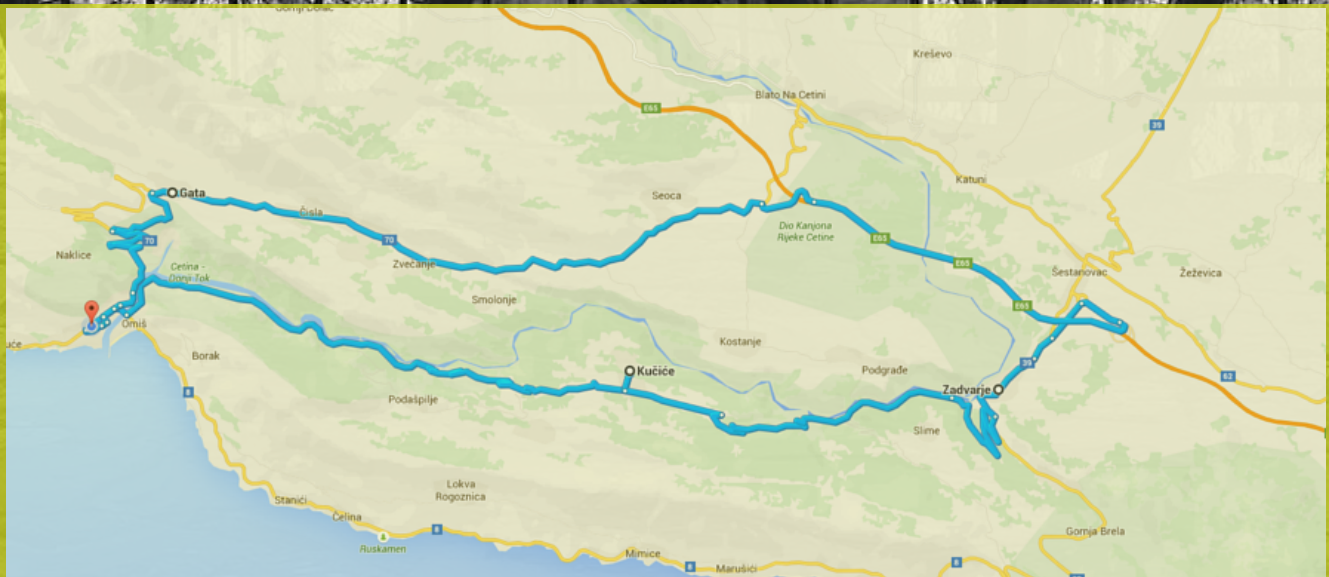 Gornji Dolac
Kreševo
E65
Blato Na Cetini
39
Katuni
Gata
Seoca
Čisla
Dio Kanjona
Rijeke Cetine
70
70
E65
Naklice
Zvečanje
E65
Cetina -
Donji Tok
Šestanovac
Žeževica
Smolonje
E65
Omiš
uće
Kostanje
Borak
39
Kučiće
Podgrađe
62
Zadvarje
8
Podašpilje
Slime
Lokva
Rogoznica
Stanići
Čelina
8
Gornja Brela
Ruskamen
Mimice
8
Marušići
8